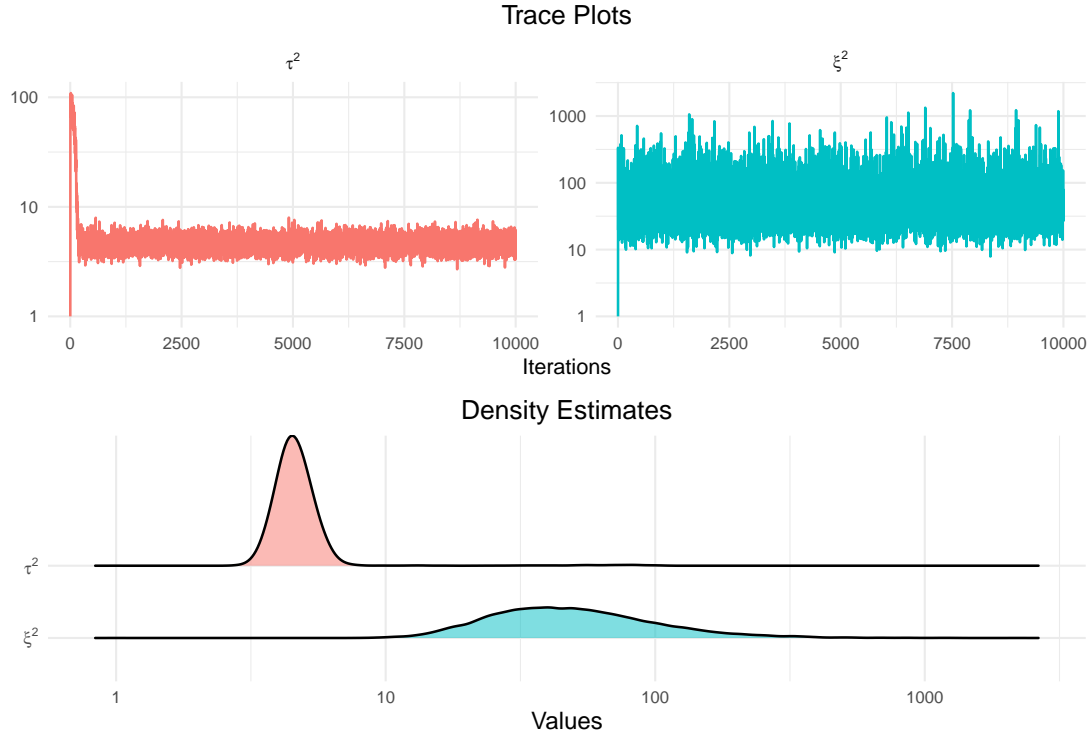 Trace Plots
τ²
ξ²
100
10
1
1000
100
10
1
0 2500 5000 7500 10000
0 2500 5000 7500 10000
Iterations
Density Estimates
τ²
ξ²
1 10 100 1000
Values